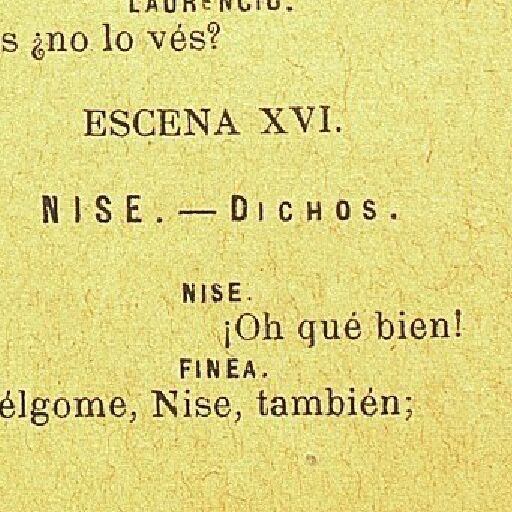 LAURENCIO.
s ¿no lo vés?
ESCENA XVI.
NISE.—DICHOS.
NISE.
¡Oh qué bien!
FINEA.
élgome, Nise, también;